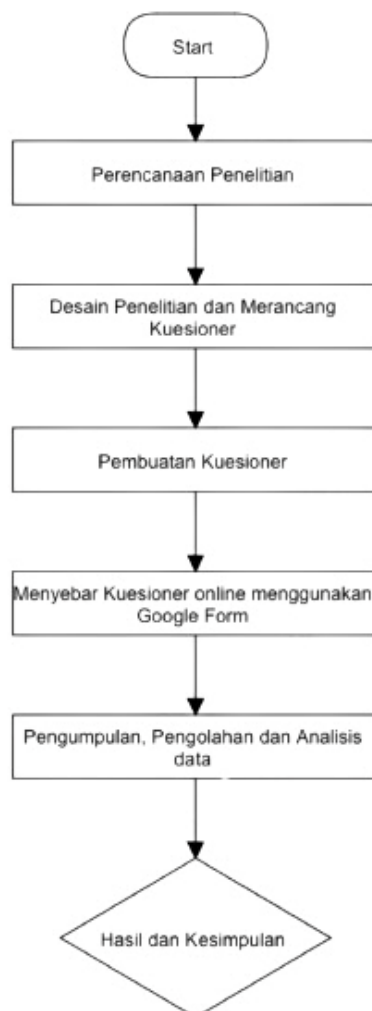 Start
Perencanaan Penelitian
Desain Penelitian dan Merancang
Kuesioner
Pembuatan Kuesioner
Menyebar Kuesioner online menggunakan
Google Form
Pengumpulan, Pengolahan dan Analisis
data
Hasil dan Kesimpulan